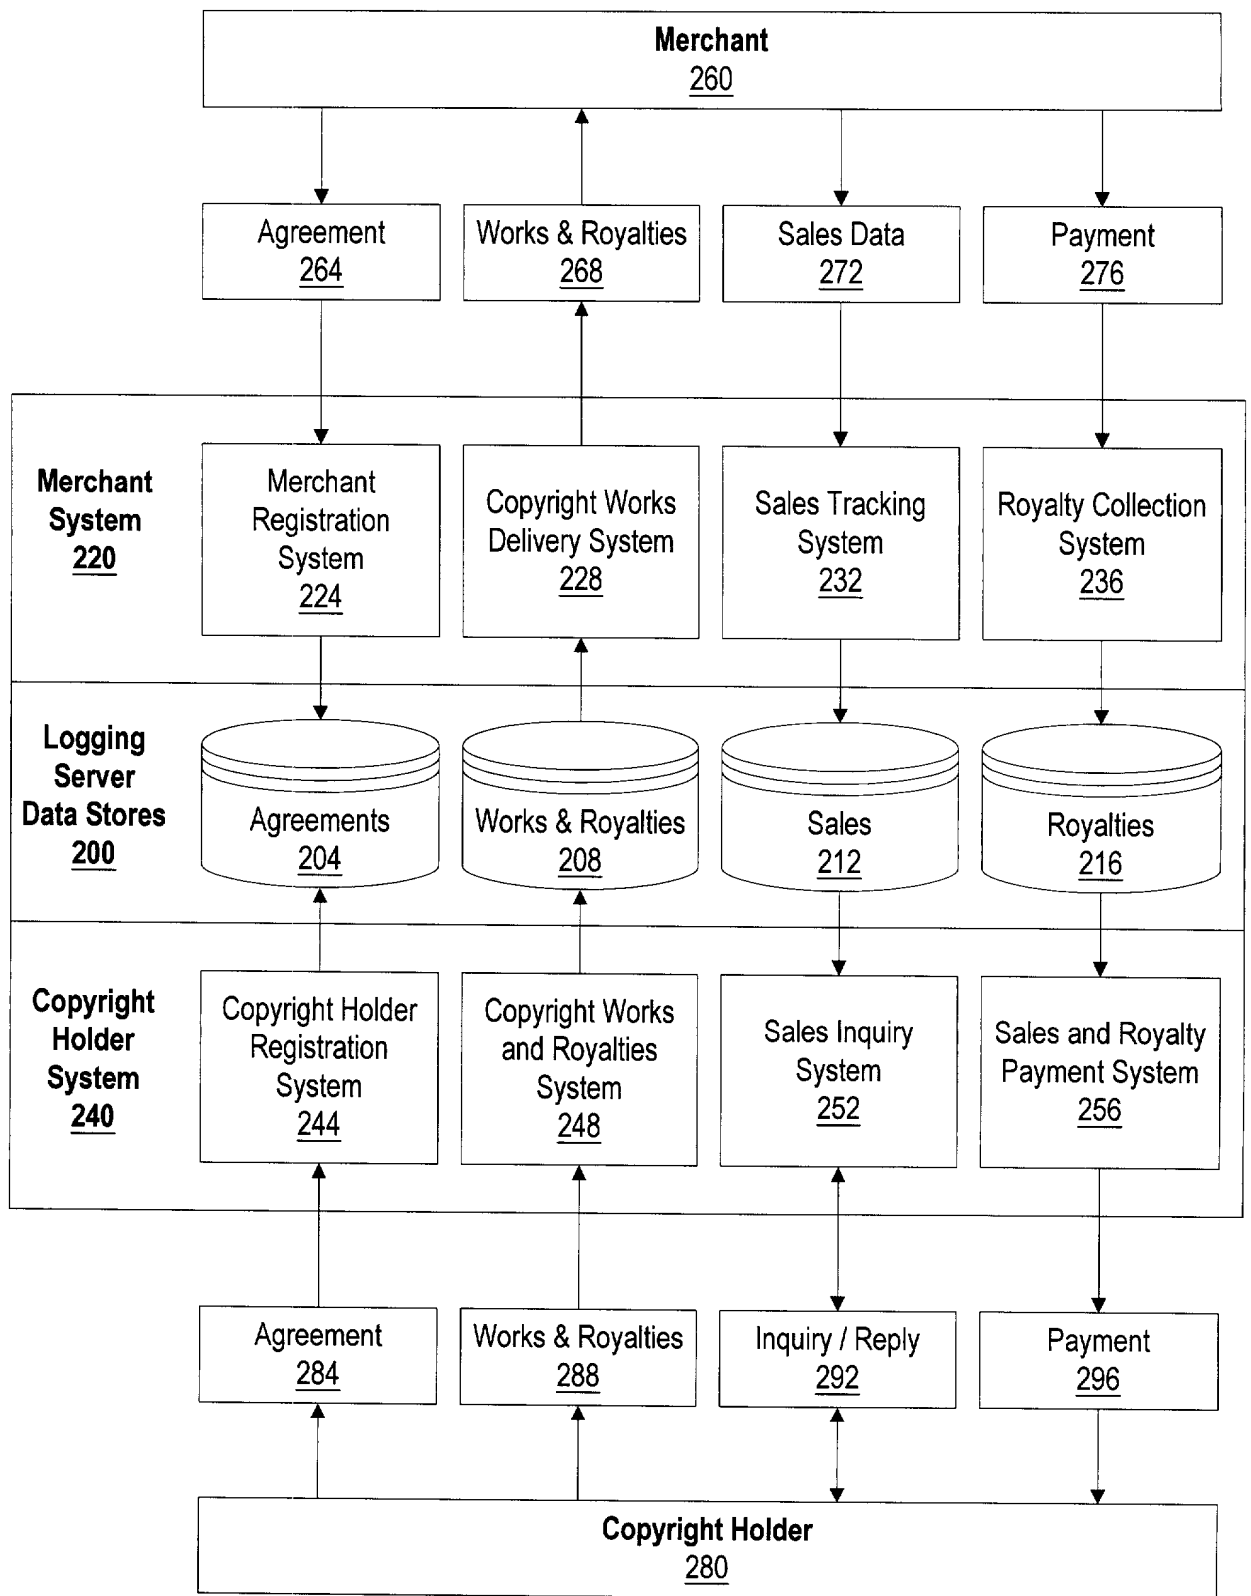 Merchant
260
Agreement
264
Works & Royalties
268
Sales Data
272
Payment
276
Merchant
System
220
Merchant
Registration
System
224
Copyright Works
Delivery System
228
Sales Tracking
System
232
Royalty Collection
System
236
Logging
Server
Data Stores
200
Agreements
204
Works & Royalties
208
Sales
212
Royalties
216
Copyright
Holder
System
240
Copyright Holder
Registration
System
244
Copyright Works
and Royalties
System
248
Sales Inquiry
System
252
Sales and Royalty
Payment System
256
Agreement
284
Works & Royalties
288
Inquiry / Reply
292
Payment
296
Copyright Holder
280